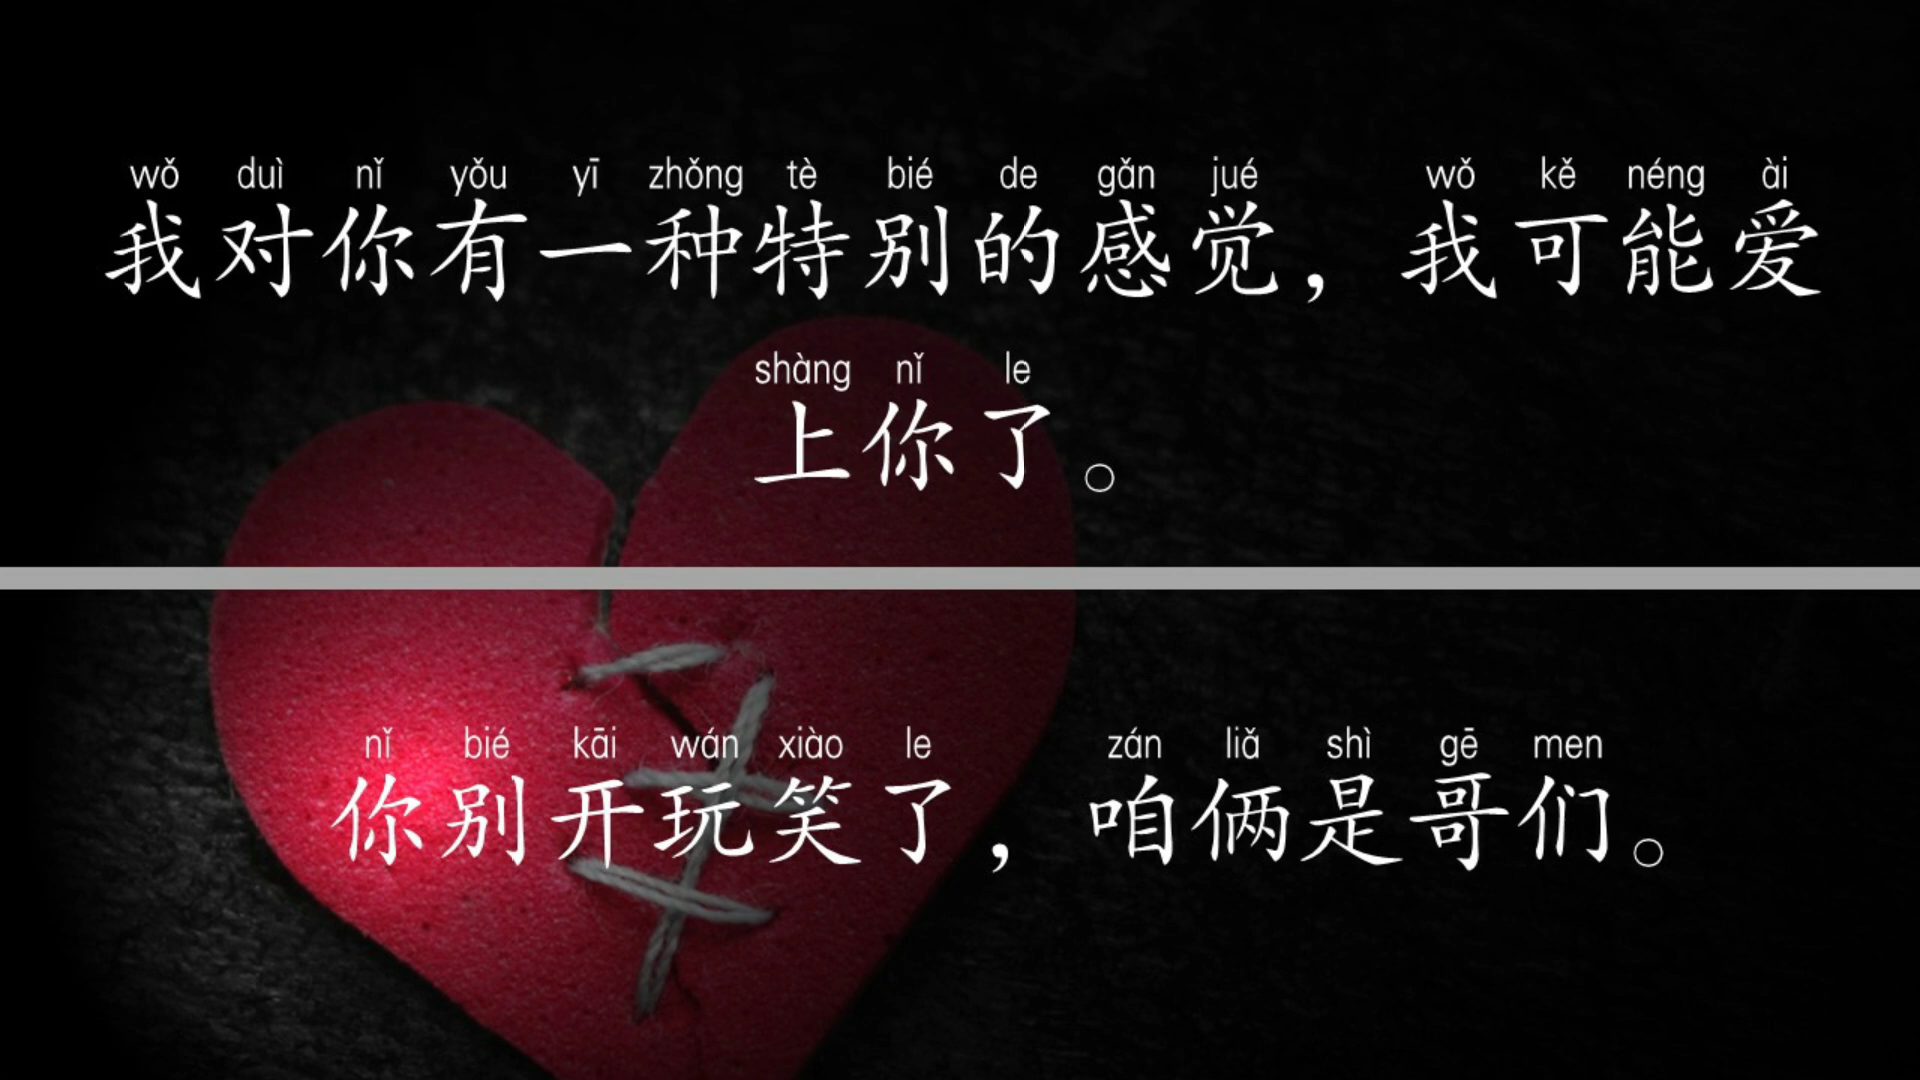 wǒ duì nǐ yǒu yī zhǒng tè bié de gǎn jué wǒ kě néng ài
我对你有一种特别的感觉，我可能爱
shàng nǐ le
上你了。
nǐ bié kāi wán xiào le zán liǎ shì gē men
你别开玩笑了，咱俩是哥们。